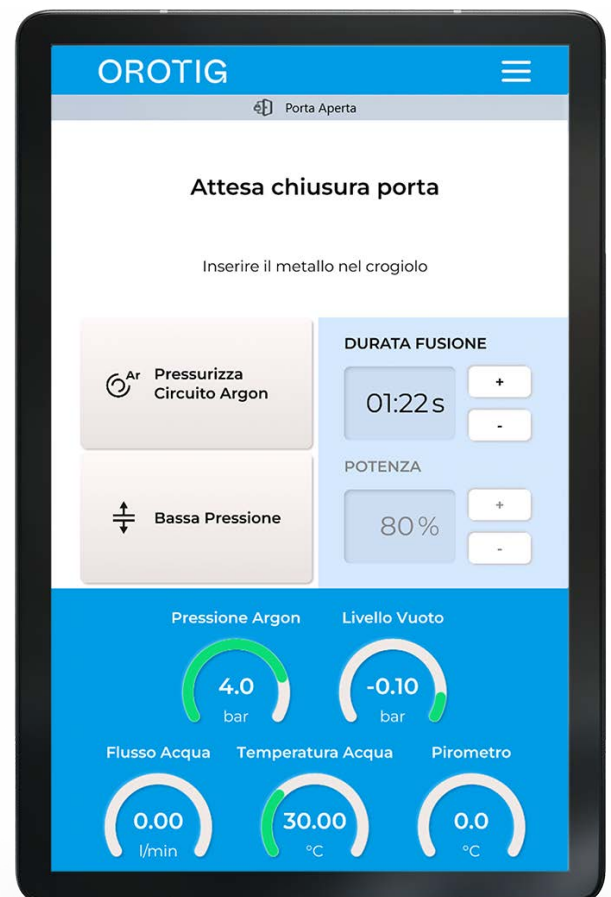 OROTIG
Porta Aperta
Attesa chiusura porta
Inserire il metallo nel crogiolo
Ar
Pressurizza
Circuito Argon
Bassa Pressione
DURATA FUSIONE
01:22 s
+
-
POTENZA
80 %
+
-
Pressione Argon
4.0
bar
Livello Vuoto
-0.10
bar
Flusso Acqua
0.00
l/min
Temperatura Acqua
30.00
°C
Pirometro
0.0
°C